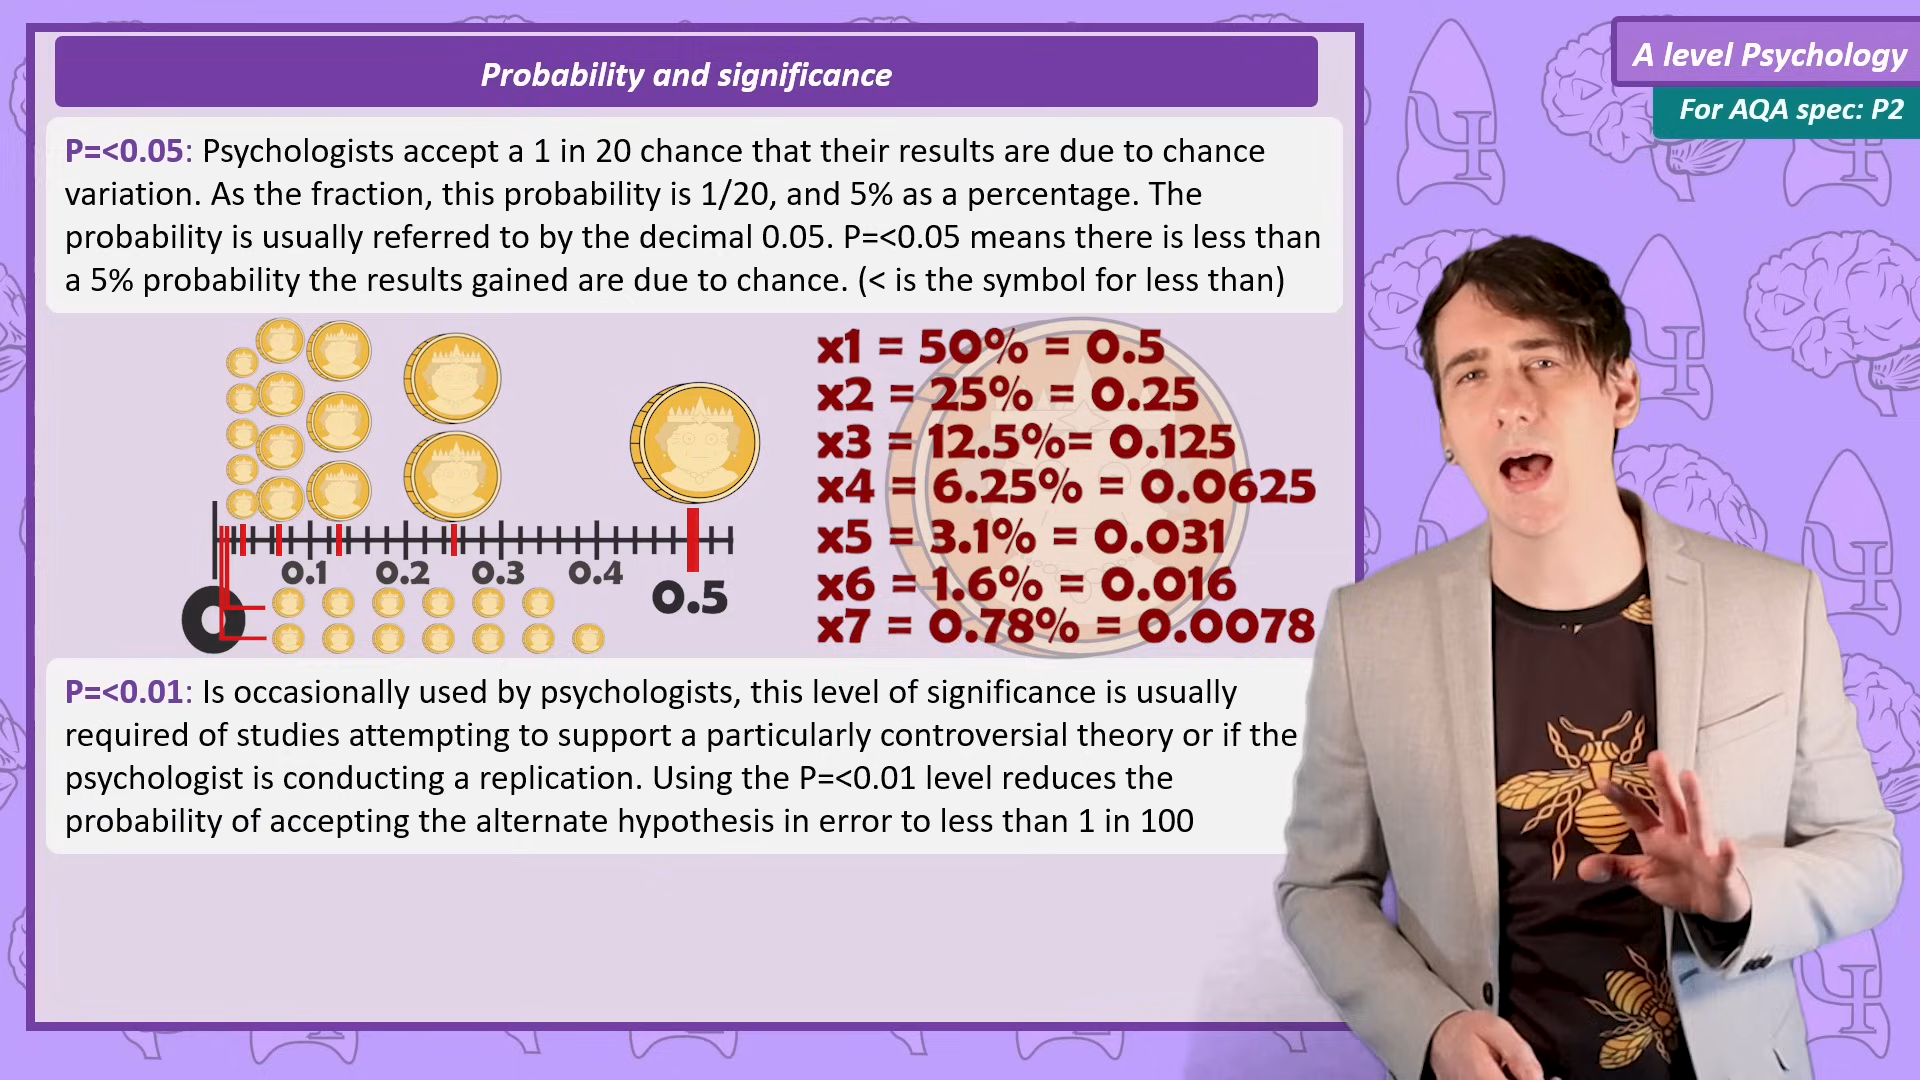 Probability and significance
A level Psychology
For AQA spec: P2
P=<0.05: Psychologists accept a 1 in 20 chance that their results are due to chance
variation. As the fraction, this probability is 1/20, and 5% as a percentage. The
probability is usually referred to by the decimal 0.05. P=<0.05 means there is less than
a 5% probability the results gained are due to chance. (< is the symbol for less than)
x1 = 50% = 0.5
x2 = 25% = 0.25
x3 = 12.5%= 0.125
x4 = 6.25% = 0.0625
x5 = 3.1% = 0.031
x6 = 1.6% = 0.016
x7 = 0.78% = 0.0078
0 0.1 0.2 0.3 0.4 0.5
P=<0.01: Is occasionally used by psychologists, this level of significance is usually
required of studies attempting to support a particularly controversial theory or if the
psychologist is conducting a replication. Using the P=<0.01 level reduces the
probability of accepting the alternate hypothesis in error to less than 1 in 100